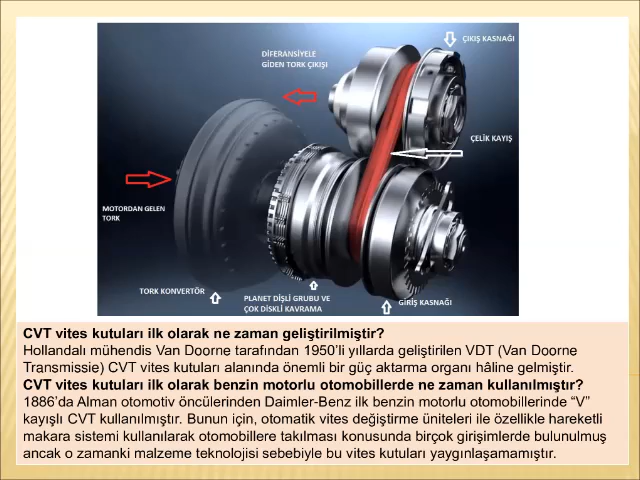 ÇIKIŞ KASNAĞI
DİFERANSİYELE
GİDEN TORK ÇIKIŞI
ÇELİK KAYIŞ
MOTORDAN GELEN
TORK
TORK KONVERTÖR
PLANET DİŞLİ GRUBU VE
ÇOK DİSKLİ KAVRAMA
GİRİŞ KASNAĞI
CVT vites kutuları ilk olarak ne zaman geliştirilmiştir?
Hollandalı mühendis Van Doorne tarafından 1950’li yıllarda geliştirilen VDT (Van Doorne
Transmissie) CVT vites kutuları alanında önemli bir güç aktarma organı hâline gelmiştir.
CVT vites kutuları ilk olarak benzin motorlu otomobillerde ne zaman kullanılmıştır?
1886’da Alman otomotiv öncülerinden Daimler-Benz ilk benzin motorlu otomobillerinde “V”
kayışlı CVT kullanılmıştır. Bunun için, otomatik vites değiştirme üniteleri ile özellikle hareketli
makara sistemi kullanılarak otomobillere takılması konusunda birçok girişimlerde bulunulmuş
ancak o zamanki malzeme teknolojisi sebebiyle bu vites kutuları yaygınlaşamamıştır.